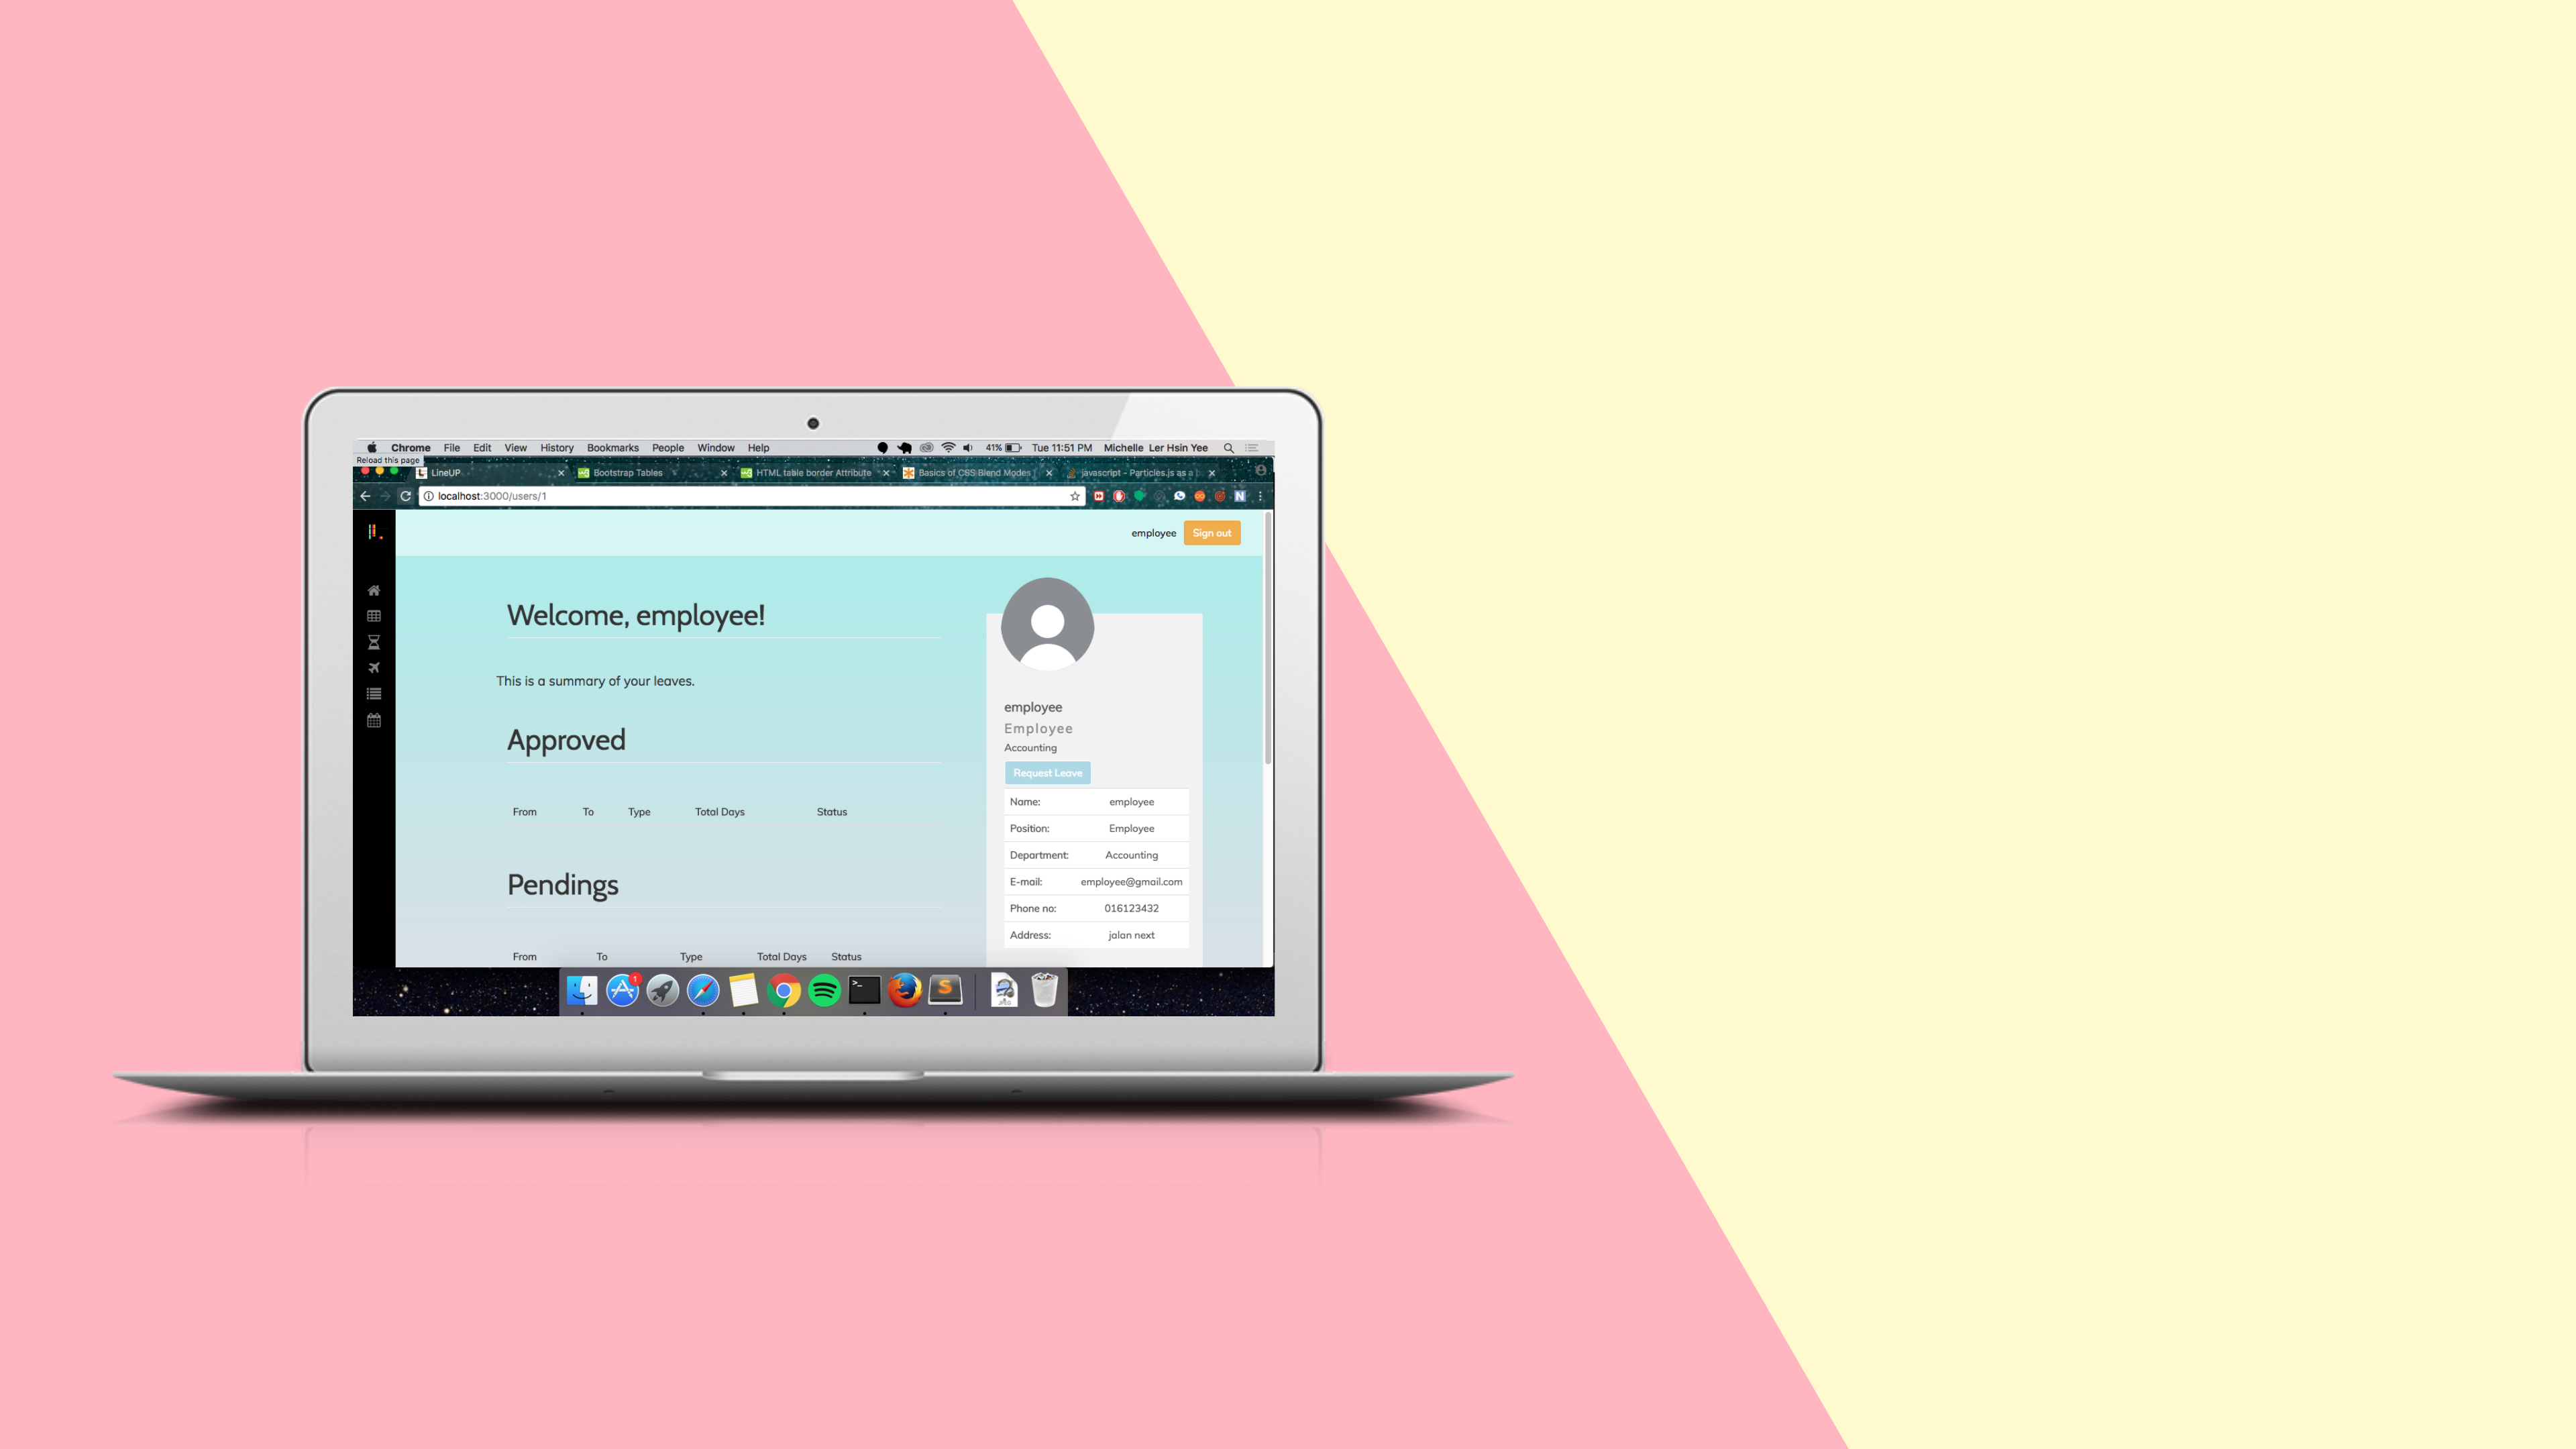 Chrome File Edit View History Bookmarks People Window Help 41% Tue 11:51 PM Michelle Ler Hsin Yee
Reload this page
LineUP Bootstrap Tables HTML table border Attribute Basics of CSS Blend Modes javascript - Particles.js as a
localhost:3000/users/1
employee Sign out
Welcome, employee!
This is a summary of your leaves.
Approved
From To Type Total Days Status
Pendings
From To Type Total Days Status
employee
Employee
Accounting
Request Leave
Name: employee
Position: Employee
Department: Accounting
E-mail: employee@gmail.com
Phone no: 016123432
Address: jalan next